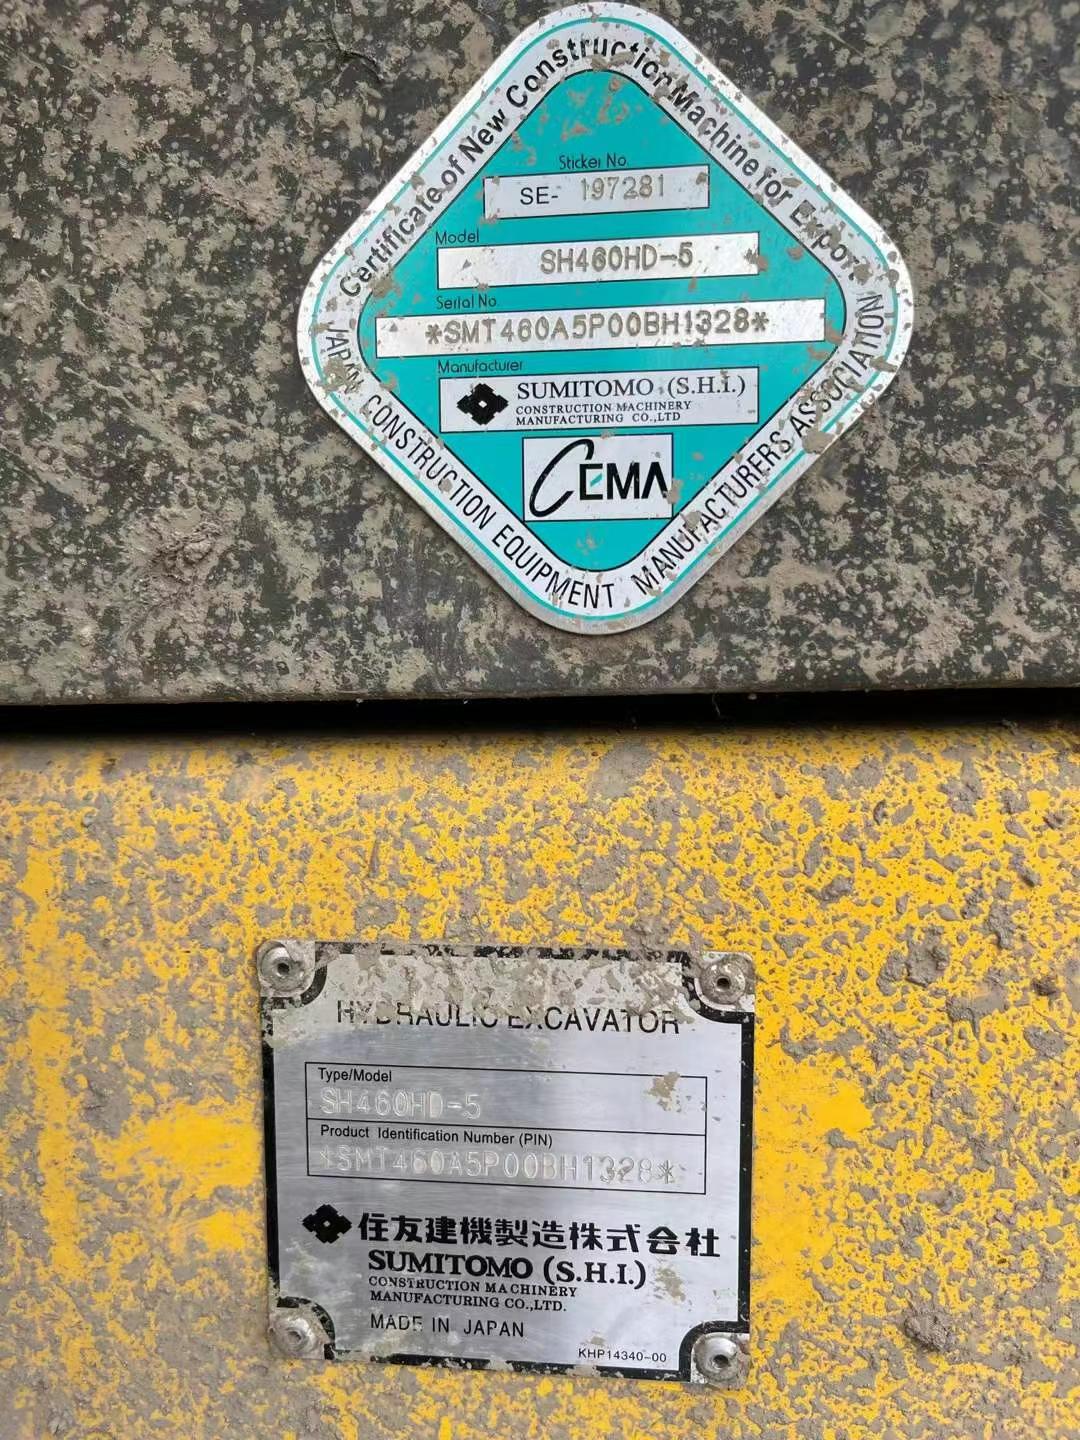 Certificate of New Construction Machine for Export
Sticker No.
SE- 197281
Model
SH460HD-5
Serial No.
*SMT460A5P00BH1328*
Manufacturer
SUMITOMO (S.H.I.)
CONSTRUCTION MACHINERY
MANUFACTURING CO.,LTD
CEMA
JAPAN CONSTRUCTION EQUIPMENT MANUFACTURERS ASSOCIATION
HYDRAULIC EXCAVATOR
Type/Model
SH460HD-5
Product Identification Number (PIN)
*SMT460A5P00BH1328*
住友建機製造株式会社
SUMITOMO (S.H.I.)
CONSTRUCTION MACHINERY
MANUFACTURING CO.,LTD.
MADE IN JAPAN
KHP14340-00